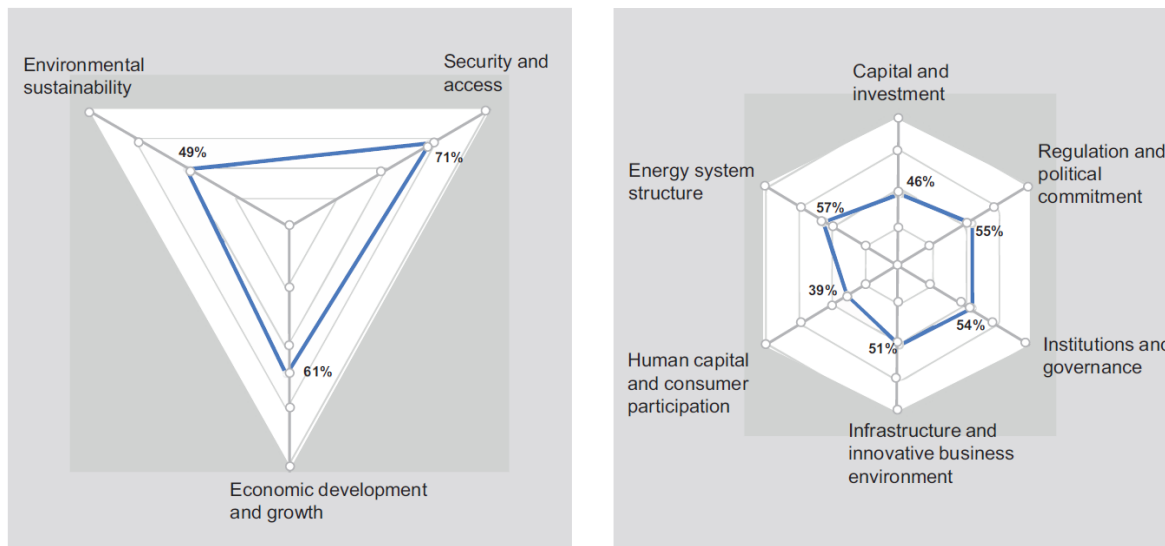 Environmental
sustainability
Security and
access
49%
71%
61%
Economic development
and growth
Capital and
investment
Regulation and
political
commitment
Energy system
structure
46%
57%
55%
39%
54%
51%
Human capital
and consumer
participation
Institutions and
governance
Infrastructure and
innovative business
environment